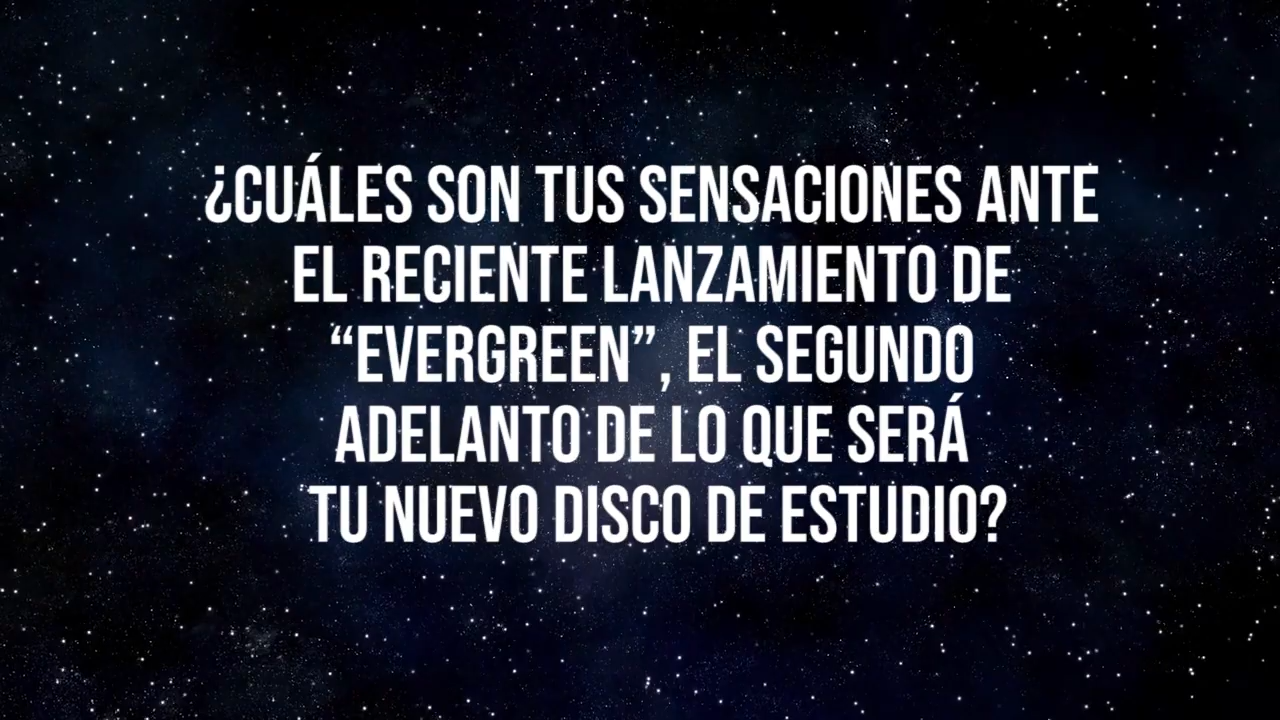 ¿CUÁLES SON TUS SENSACIONES ANTE
EL RECIENTE LANZAMIENTO DE
“EVERGREEN”, EL SEGUNDO
ADELANTO DE LO QUE SERÁ
TU NUEVO DISCO DE ESTUDIO?